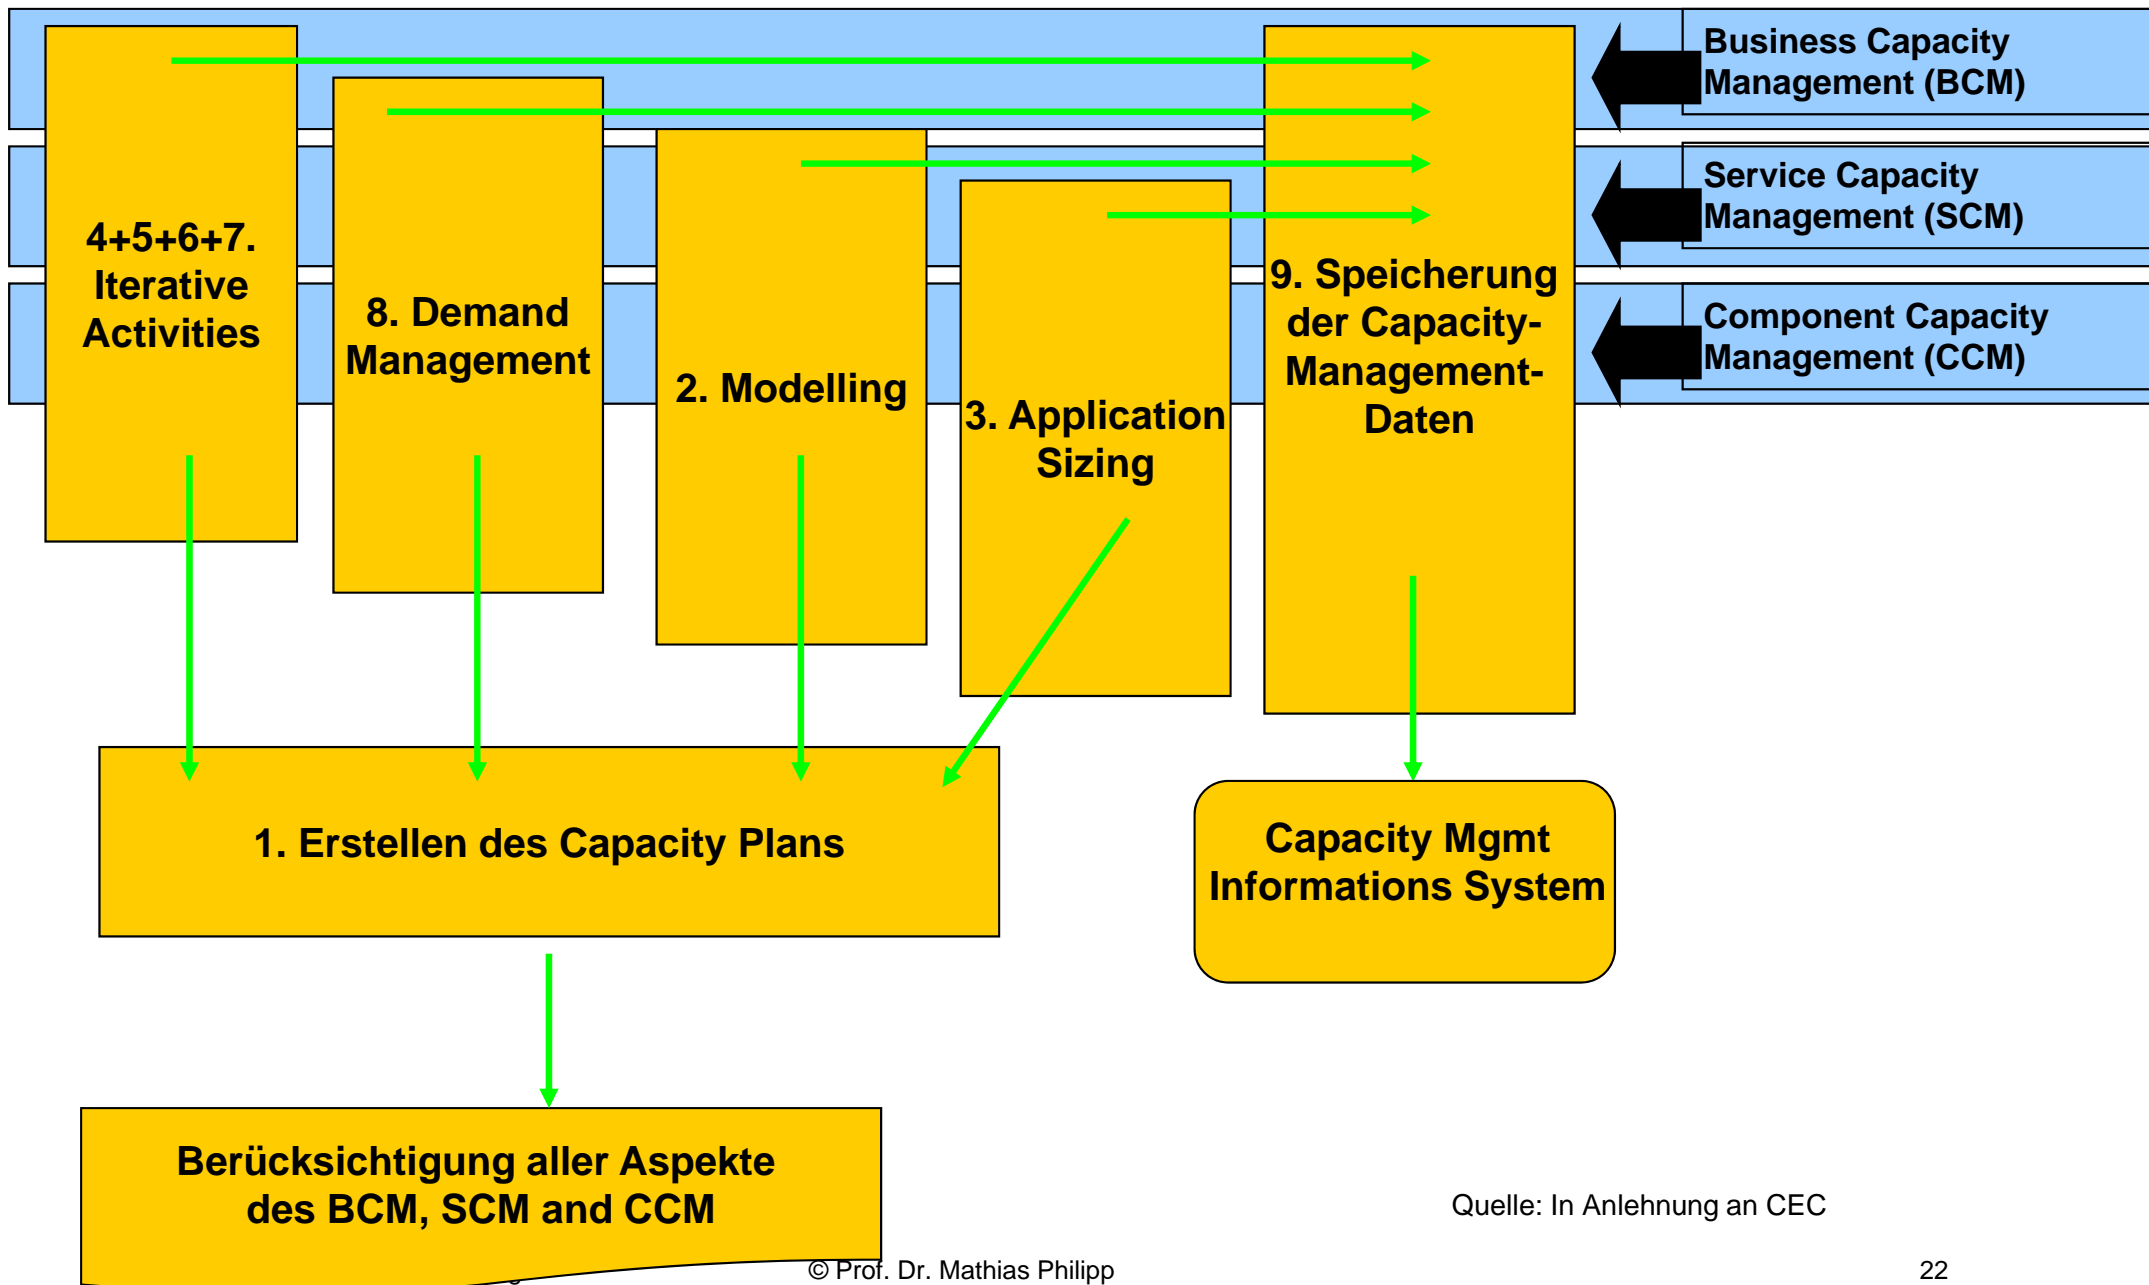 Business Capacity
Management (BCM)
Service Capacity
Management (SCM)
Component Capacity
Management (CCM)
4+5+6+7.
Iterative
Activities
8. Demand
Management
2. Modelling
3. Application
Sizing
9. Speicherung
der Capacity-
Management-
Daten
1. Erstellen des Capacity Plans
Capacity Mgmt
Informations System
Berücksichtigung aller Aspekte
des BCM, SCM and CCM
Quelle: In Anlehnung an CEC
© Prof. Dr. Mathias Philipp
22